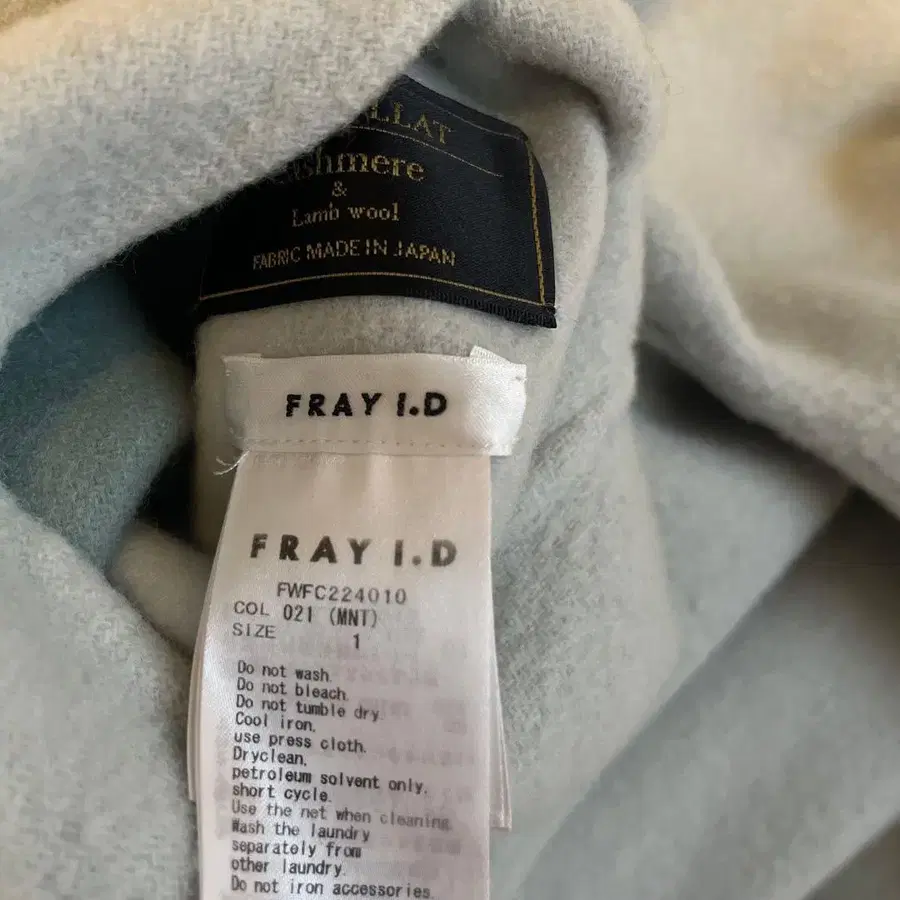 LLAT
shmere
&
Lamb wool
FABRIC MADE IN JAPAN
FRAY I.D
FRAY I.D
FWFC224010
COL 021 (MNT)
SIZE 1
Do not wash.
Do not bleach.
Do not tumble dry
Cool iron,
use press cloth.
Dryclean,
petroleum solvent only.
short cycle.
Use the net when cleaning
Wash the laundry
separately from
other laundry.
Do not iron accessories